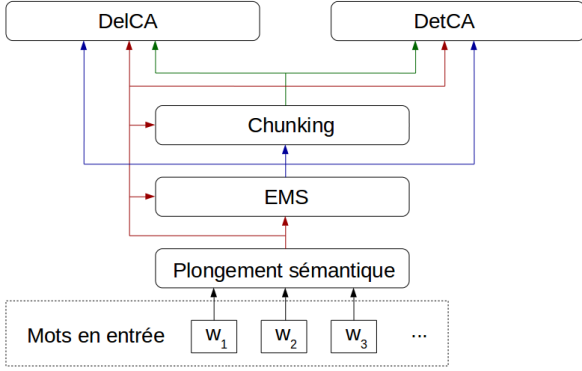 DelCA DetCA
Chunking
EMS
Plongement sémantique
Mots en entrée w1 w2 w3 ...